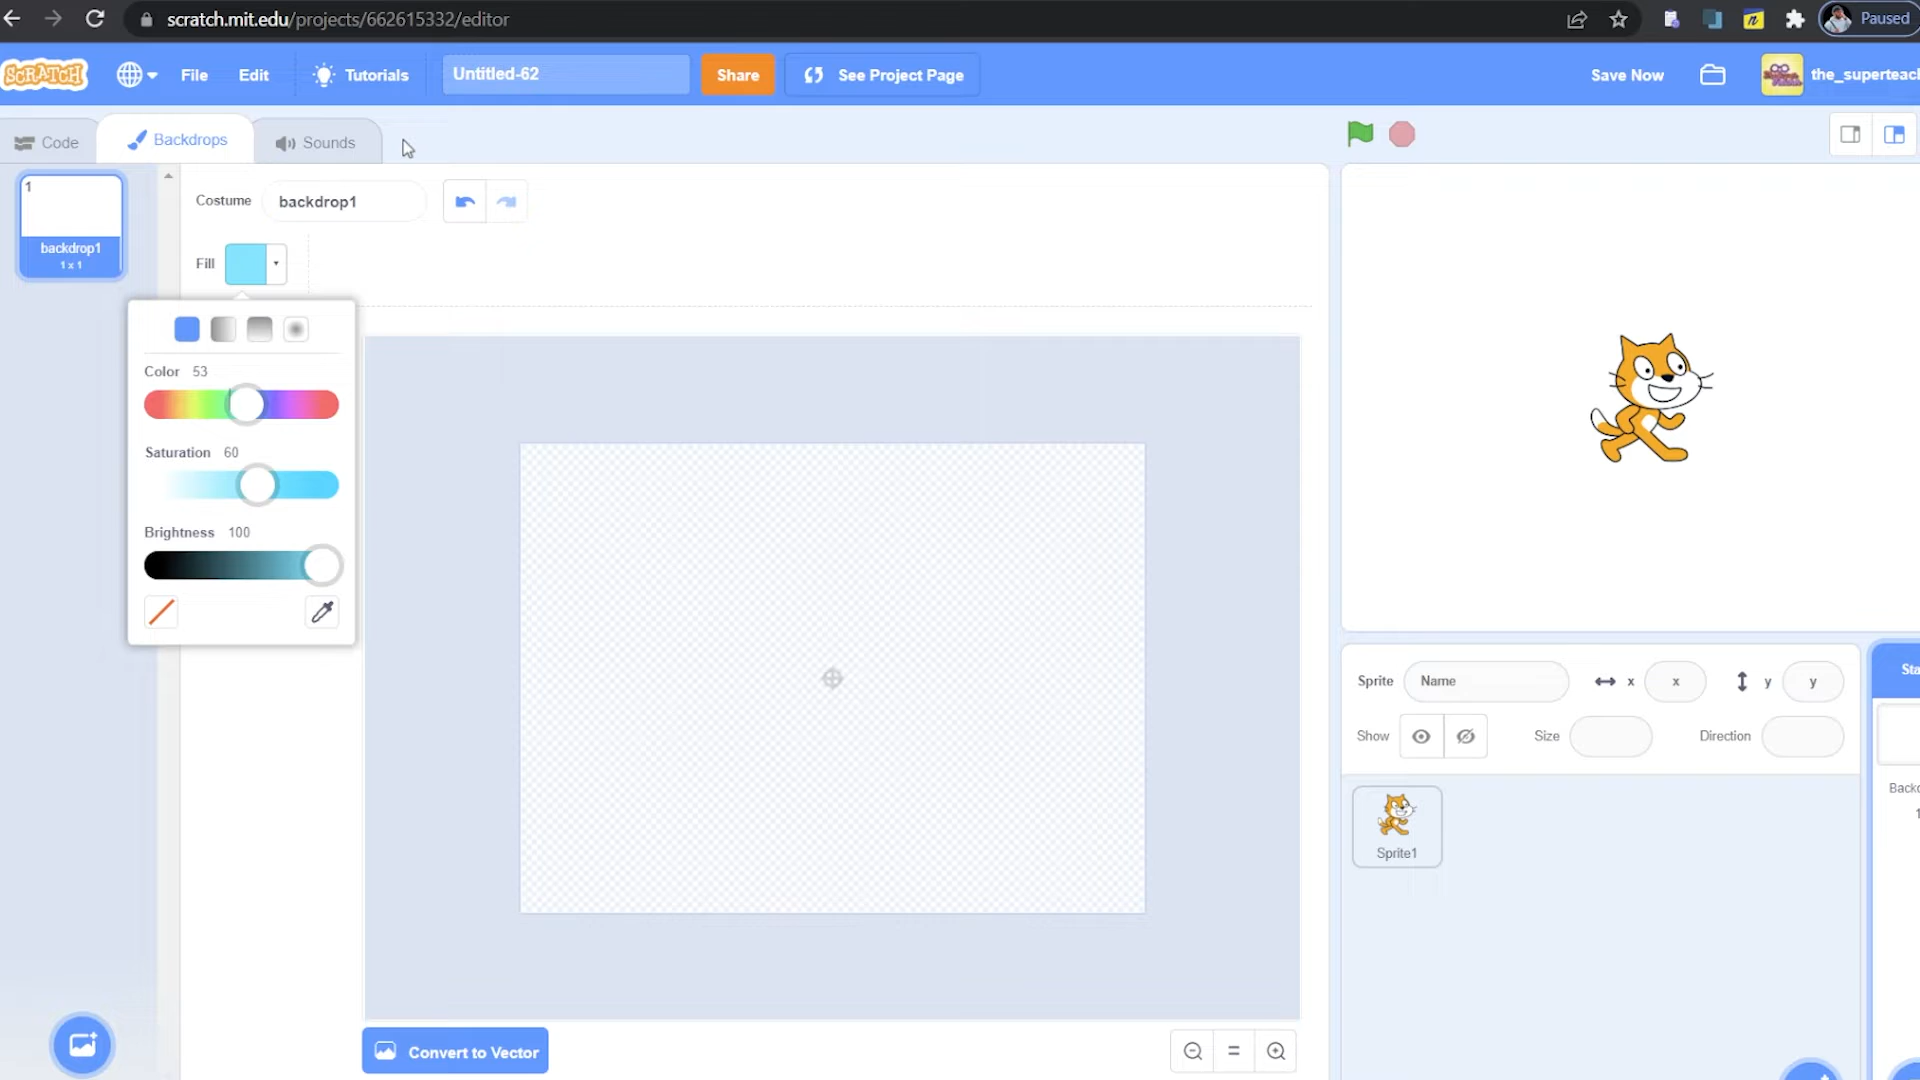 scratch.mit.edu/projects/662615332/editor
n
Paused
SCRATCH
File
Edit
Tutorials
Untitled-62
Share
See Project Page
Save Now
the_superteach
Code
Backdrops
Sounds
1
backdrop1
1 x 1
Costume
backdrop1
Fill
Color 53
Saturation 60
Brightness 100
Convert to Vector
=
Sprite
Name
x
x
y
y
Show
Size
Direction
Sprite1
Sta
Backd
1